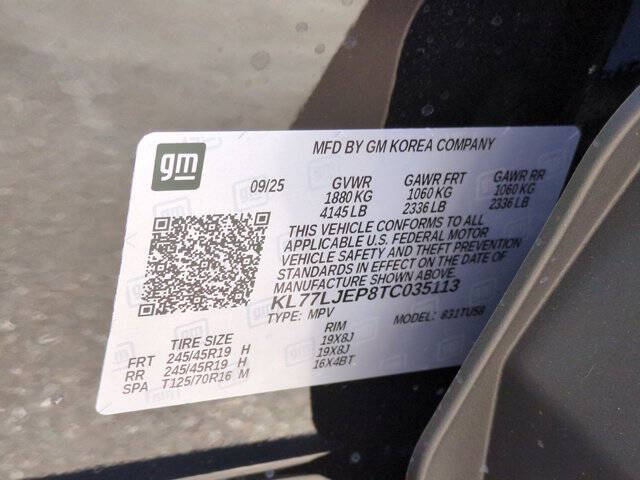 gm
MFD BY GM KOREA COMPANY
09/25 GVWR GAWR FRT GAWR RR
1880 KG 1060 KG 1060 KG
4145 LB 2336 LB 2336 LB
THIS VEHICLE CONFORMS TO ALL
APPLICABLE U.S. FEDERAL MOTOR
VEHICLE SAFETY AND THEFT PREVENTION
STANDARDS IN EFFECT ON THE DATE OF
MANUFACTURE SHOWN ABOVE.
KL77LJEP8TC035113
TYPE: MPV MODEL: 831TU58
TIRE SIZE RIM
FRT 245/45R19 H 19X8J
RR 245/45R19 H 19X8J
SPA T125/70R16 M 16X4BT